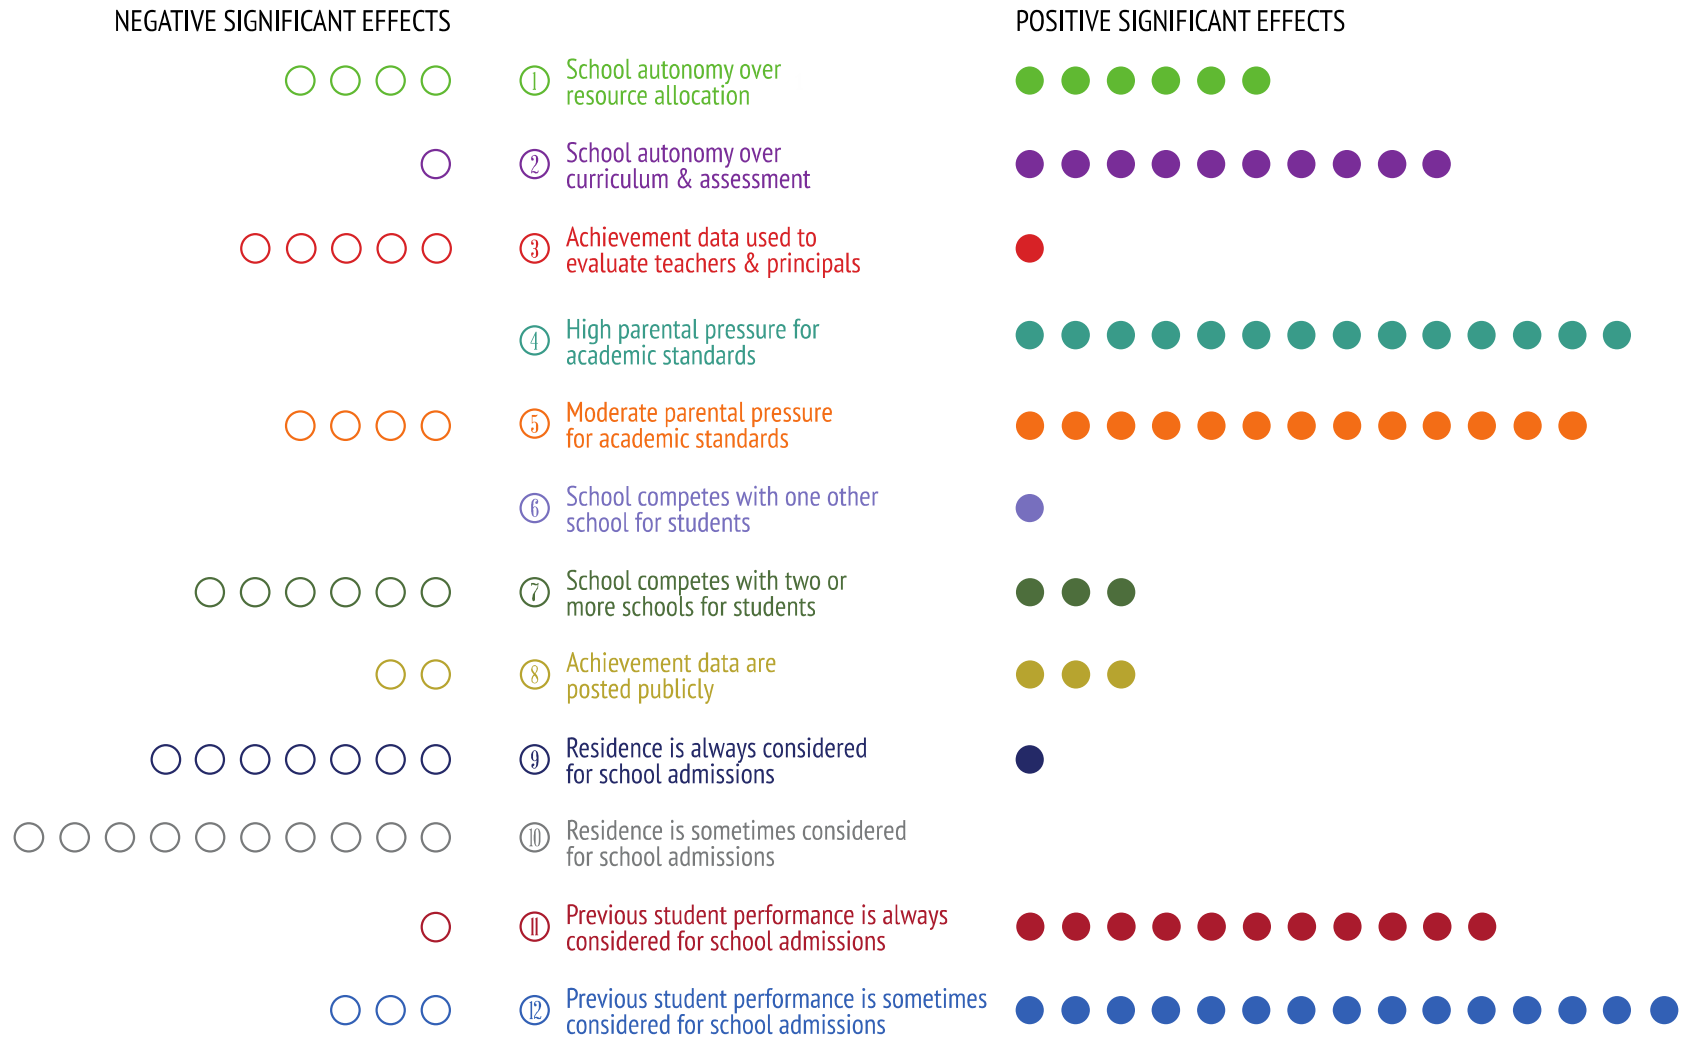 NEGATIVE SIGNIFICANT EFFECTS
POSITIVE SIGNIFICANT EFFECTS
1 School autonomy over
resource allocation
2 School autonomy over
curriculum & assessment
3 Achievement data used to
evaluate teachers & principals
4 High parental pressure for
academic standards
5 Moderate parental pressure
for academic standards
6 School competes with one other
school for students
7 School competes with two or
more schools for students
8 Achievement data are
posted publicly
9 Residence is always considered
for school admissions
10 Residence is sometimes considered
for school admissions
11 Previous student performance is always
considered for school admissions
12 Previous student performance is sometimes
considered for school admissions